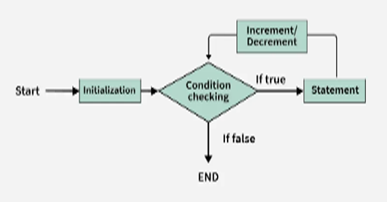 Increment/
Decrement
Start
Initialization
Condition
checking
If true
Statement
If false
END